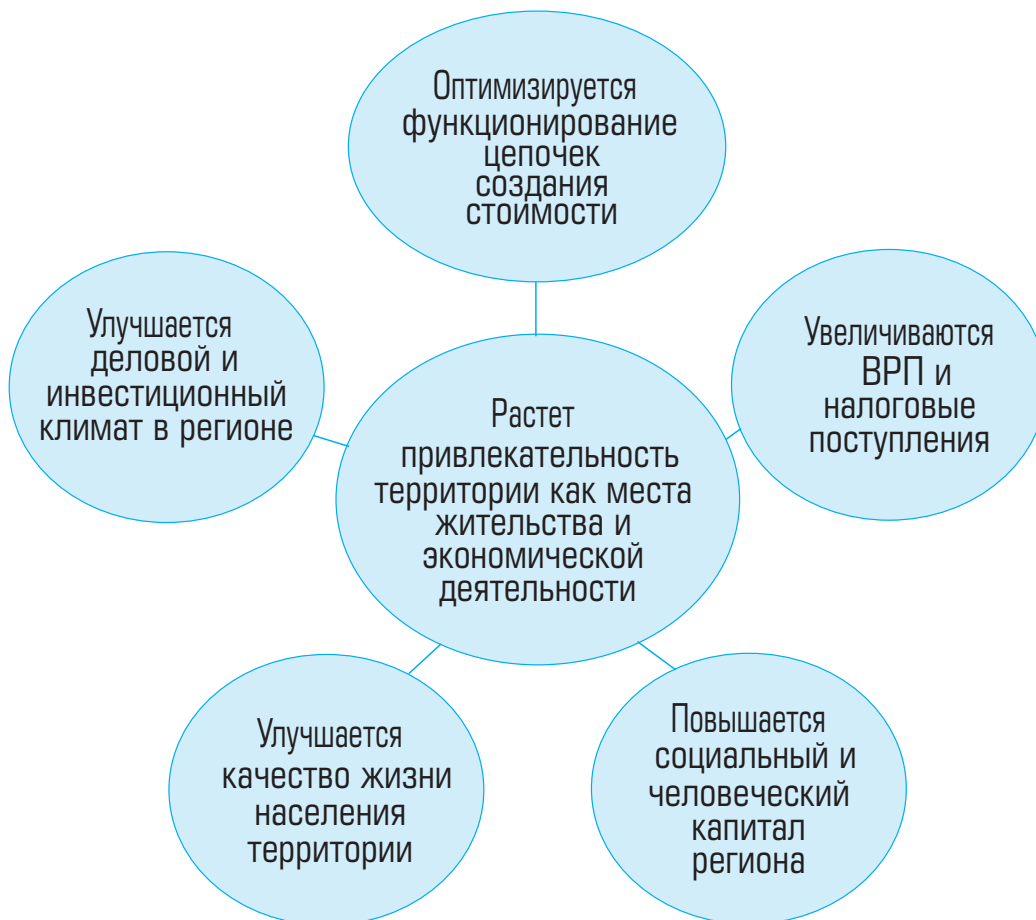 Оптимизируется
функционирование
цепочек
создания
стоимости
Улучшается
деловой и
инвестиционный
климат в регионе
Увеличиваются
ВРП и
налоговые
поступления
Растет
привлекательность
территории как места
жительства и
экономической
деятельности
Улучшается
качество жизни
населения
территории
Повышается
социальный и
человеческий
капитал
региона